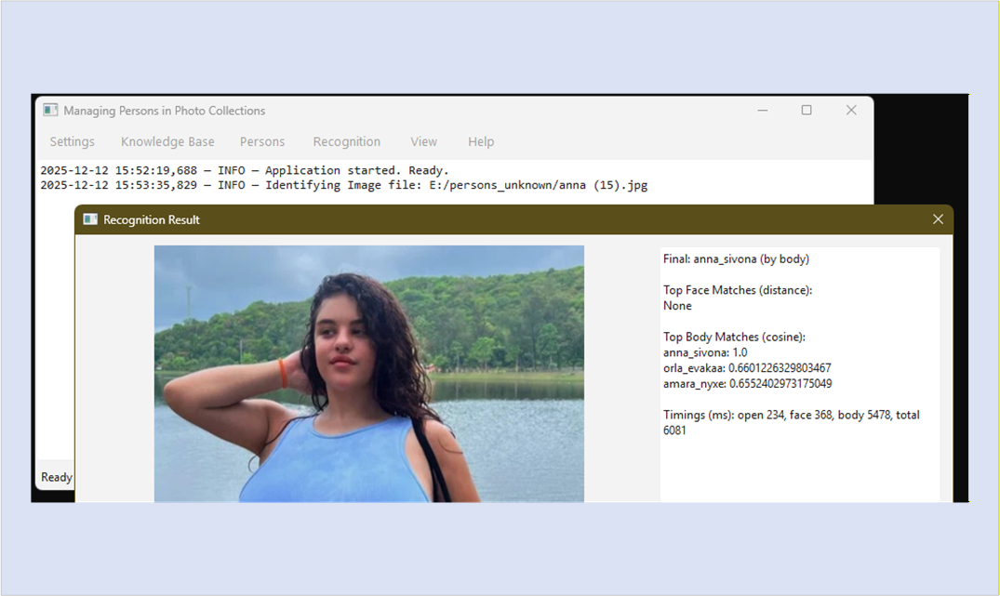 Managing Persons in Photo Collections
Settings Knowledge Base Persons Recognition View Help
2025-12-12 15:52:19,688 — INFO — Application started. Ready.
2025-12-12 15:53:35,829 — INFO — Identifying Image file: E:/persons_unknown/anna (15).jpg
Recognition Result
Final: anna_sivona (by body)
Top Face Matches (distance):
None
Top Body Matches (cosine):
anna_sivona: 1.0
orla_evakaa: 0.6601226329803467
amara_nyxe: 0.6552402973175049
Timings (ms): open 234, face 368, body 5478, total
6081
Ready